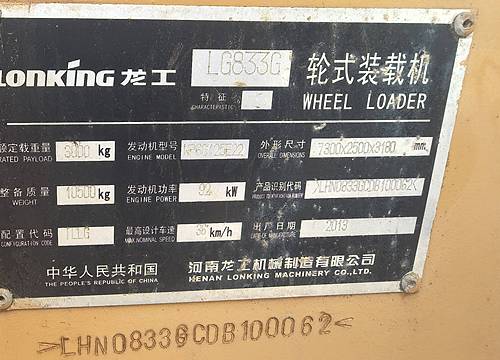 LONKING 龙工 LG833G 轮式装载机
特征
CHARACTERISTIC
WHEEL LOADER
额定载重量 3000 kg 发动机型号 外形尺寸 7300x2500x3180 mm
RATED PAYLOAD ENGINE MODEL OVERALL DIMENSIONS
整备质量 10500 kg 发动机功率 92 kW 产品识别代码 >LHN0833GCDB100062<
WEIGHT ENGINE POWER PRODUCT IDENTIFICATION NUMBER
配置代码 最高设计车速 36 km/h 出厂日期 2013
CONFIGURATION CODE MAX.NOMINAL SPEED DATE OF MANUFACTURE
中华人民共和国 河南龙工机械制造有限公司
THE PEOPLE'S REPUBLIC OF CHINA HENAN LONKING MACHINERY CO.,LTD.
>LHN0833GCDB100062<